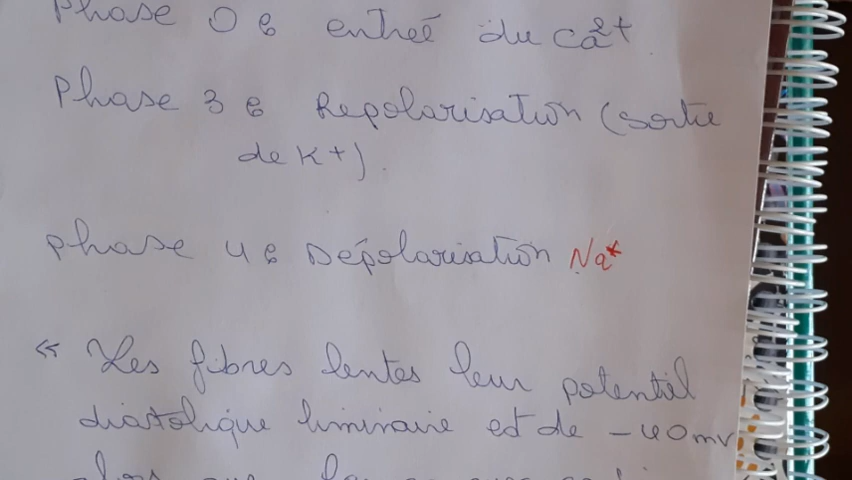 Phase 0 : entrée du Ca2+
Phase 3 : Repolarisation (sortie
de K+).
phase 4 : Dépolarisation Na+
« Les fibres lentes leur potentiel
diastolique liminaire est de -40mv